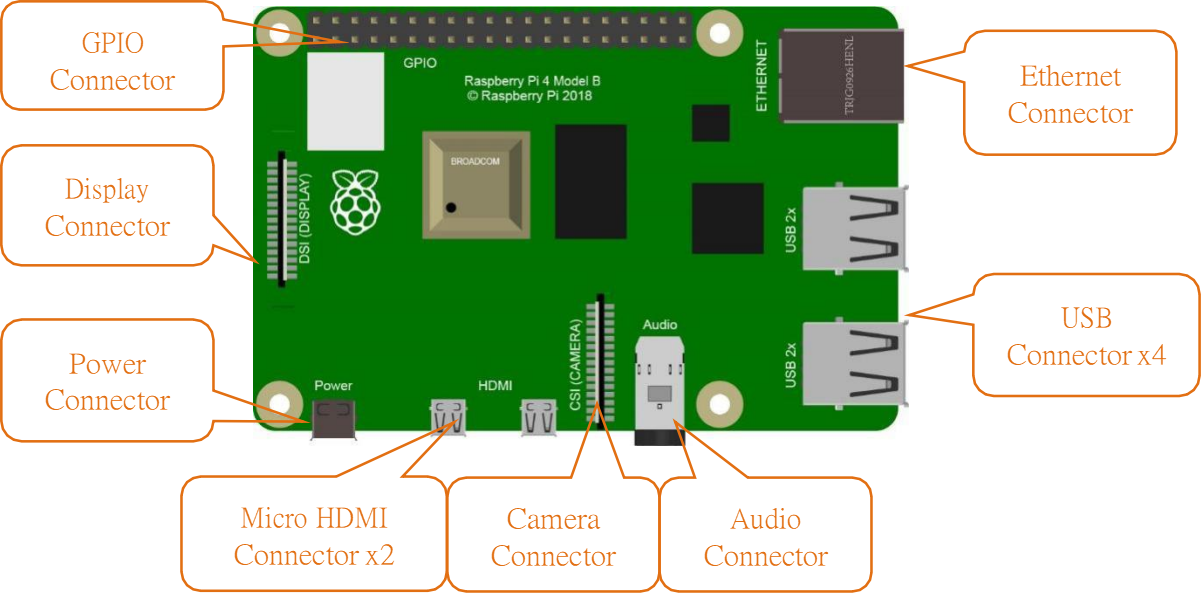 GPIO
Connector
GPIO
Raspberry Pi 4 Model B
© Raspberry Pi 2018
ETHERNET
TRJG0926HENL
Ethernet
Connector
Display
Connector
DSI (DISPLAY)
BROADCOM
USB 2x
USB
Connector x4
USB 2x
Power
Connector
Power
HDMI
CSI (CAMERA)
Audio
Micro HDMI
Connector x2
Camera
Connector
Audio
Connector